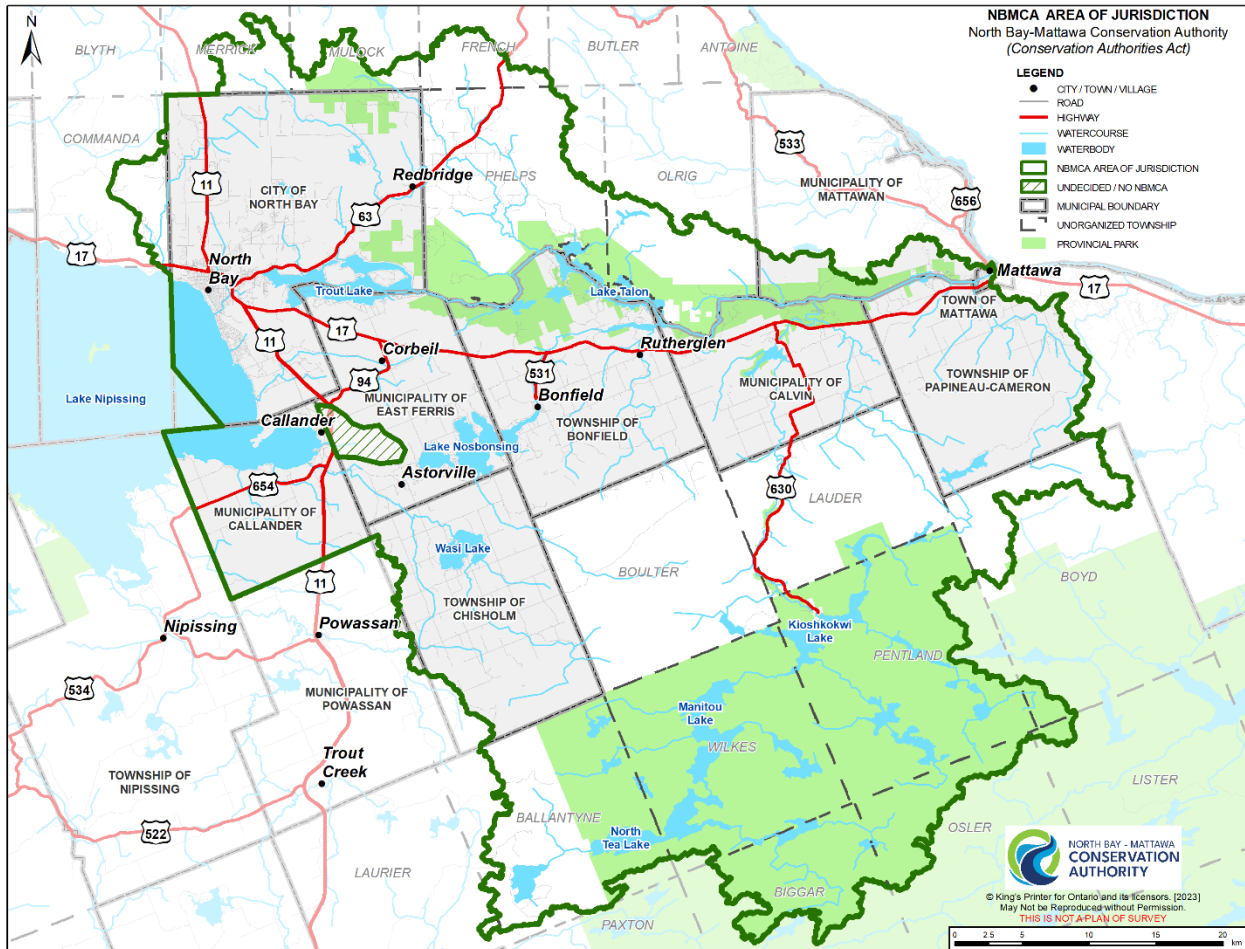 NBMCA AREA OF JURISDICTION
North Bay-Mattawa Conservation Authority
(Conservation Authorities Act)
LEGEND
CITY / TOWN / VILLAGE
ROAD
HIGHWAY
WATERCOURSE
WATERBODY
NBMCA AREA OF JURISDICTION
UNDECIDED / NO NBMCA
MUNICIPAL BOUNDARY
UNORGANIZED TOWNSHIP
PROVINCIAL PARK
N
BLYTH
MERRICK
MULOCK
FRENCH
BUTLER
ANTOINE
COMMANDA
533
11
CITY OF
NORTH BAY
Redbridge
PHELPS
OLRIG
MUNICIPALITY OF
MATTAWAN
656
63
17
North
Bay
Trout Lake
Lake Talon
Mattawa
17
TOWN OF
MATTAWA
17
11
Corbeil
Rutherglen
94
531
MUNICIPALITY OF
EAST FERRIS
Bonfield
MUNICIPALITY OF
CALVIN
TOWNSHIP OF
PAPINEAU-CAMERON
Lake Nipissing
Callander
TOWNSHIP OF
BONFIELD
Lake Nosbonsing
Astorville
654
MUNICIPALITY OF
CALLANDER
630
LAUDER
Wasi Lake
BOULTER
BOYD
11
TOWNSHIP OF
CHISHOLM
Nipissing
Powassan
Kioshkokwi
Lake
PENTLAND
534
MUNICIPALITY OF
POWASSAN
Manitou
Lake
WILKES
Trout
Creek
TOWNSHIP OF
NIPISSING
LISTER
522
BALLANTYNE
North
Tea Lake
OSLER
LAURIER
BIGGAR
PAXTON
NORTH BAY - MATTAWA
CONSERVATION
AUTHORITY
© King's Printer for Ontario and its licensors. [2023]
May Not be Reproduced without Permission.
THIS IS NOT A PLAN OF SURVEY
0 2.5 5 10 15 20
km